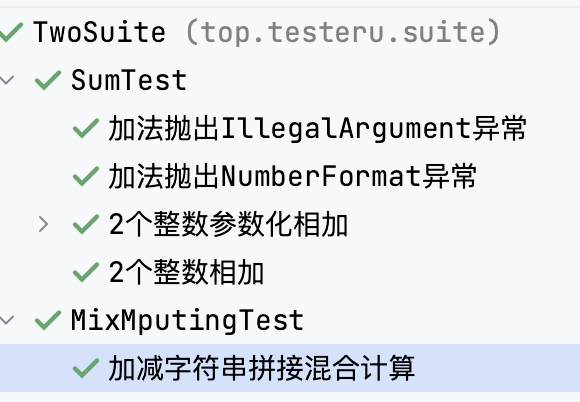 TwoSuite (top.testeru.suite)
SumTest
加法抛出IllegalArgument异常
加法抛出NumberFormat异常
2个整数参数化相加
2个整数相加
MixMputingTest
加减字符串拼接混合计算